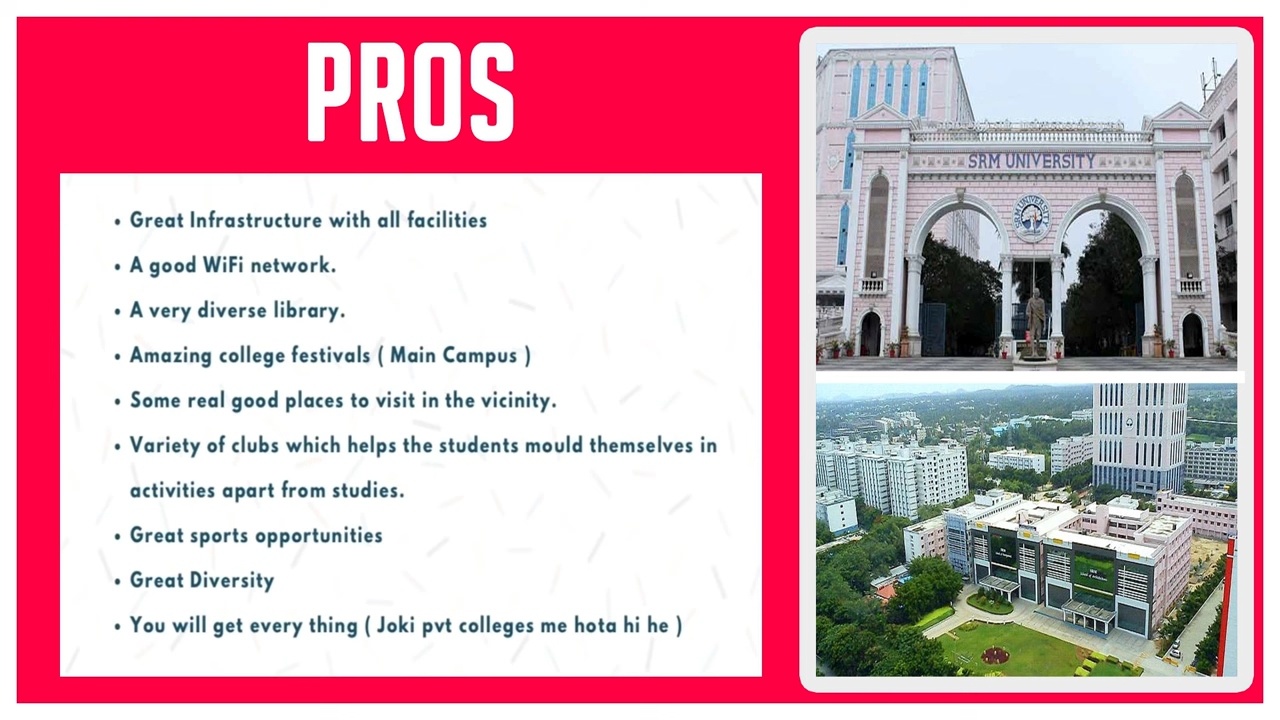 PROS
• Great Infrastructure with all facilities
• A good WiFi network.
• A very diverse library.
• Amazing college festivals ( Main Campus )
• Some real good places to visit in the vicinity.
• Variety of clubs which helps the students mould themselves in
activities apart from studies.
• Great sports opportunities
• Great Diversity
• You will get every thing ( Joki pvt colleges me hota hi he )
SRM UNIVERSITY
SRM UNIVERSITY